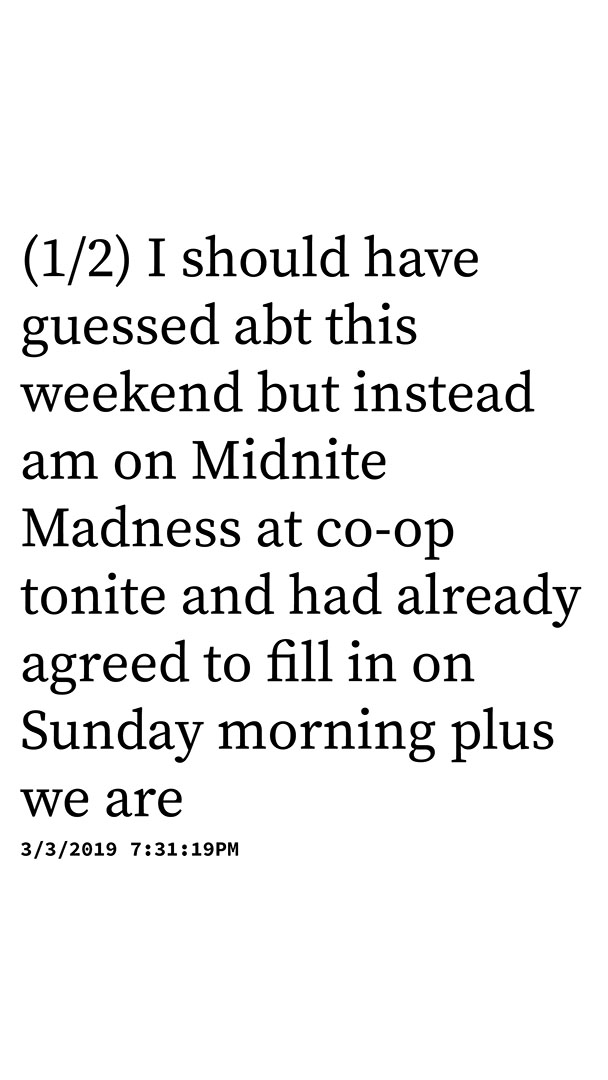 (1/2) I should have
guessed abt this
weekend but instead
am on Midnite
Madness at co-op
tonite and had already
agreed to fill in on
Sunday morning plus
we are
3/3/2019 7:31:19PM